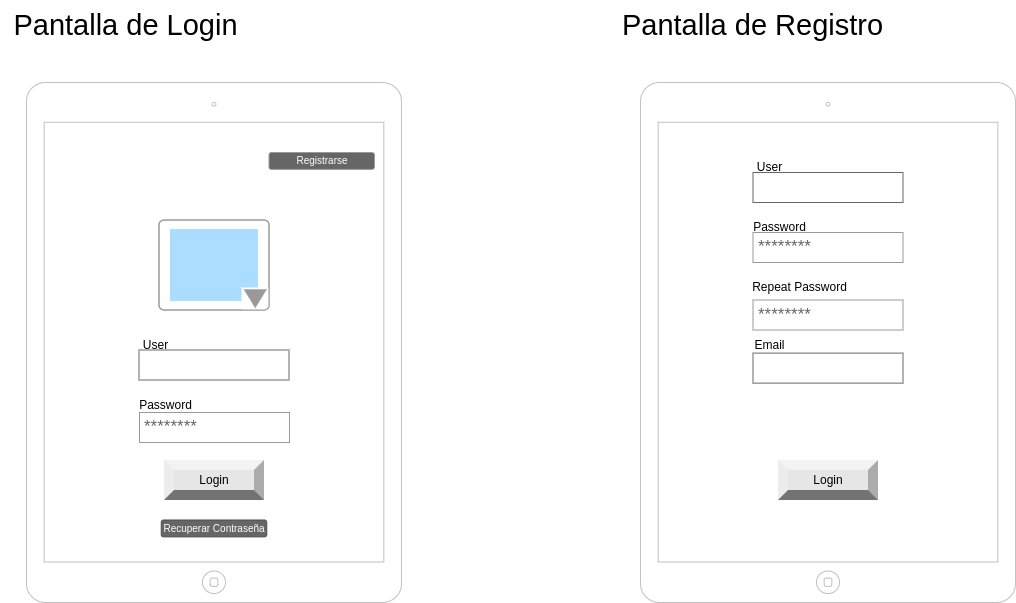 Pantalla de Login
Registrarse
User
Password
********
Login
Recuperar Contraseña
Pantalla de Registro
User
Password
********
Repeat Password
********
Email
Login